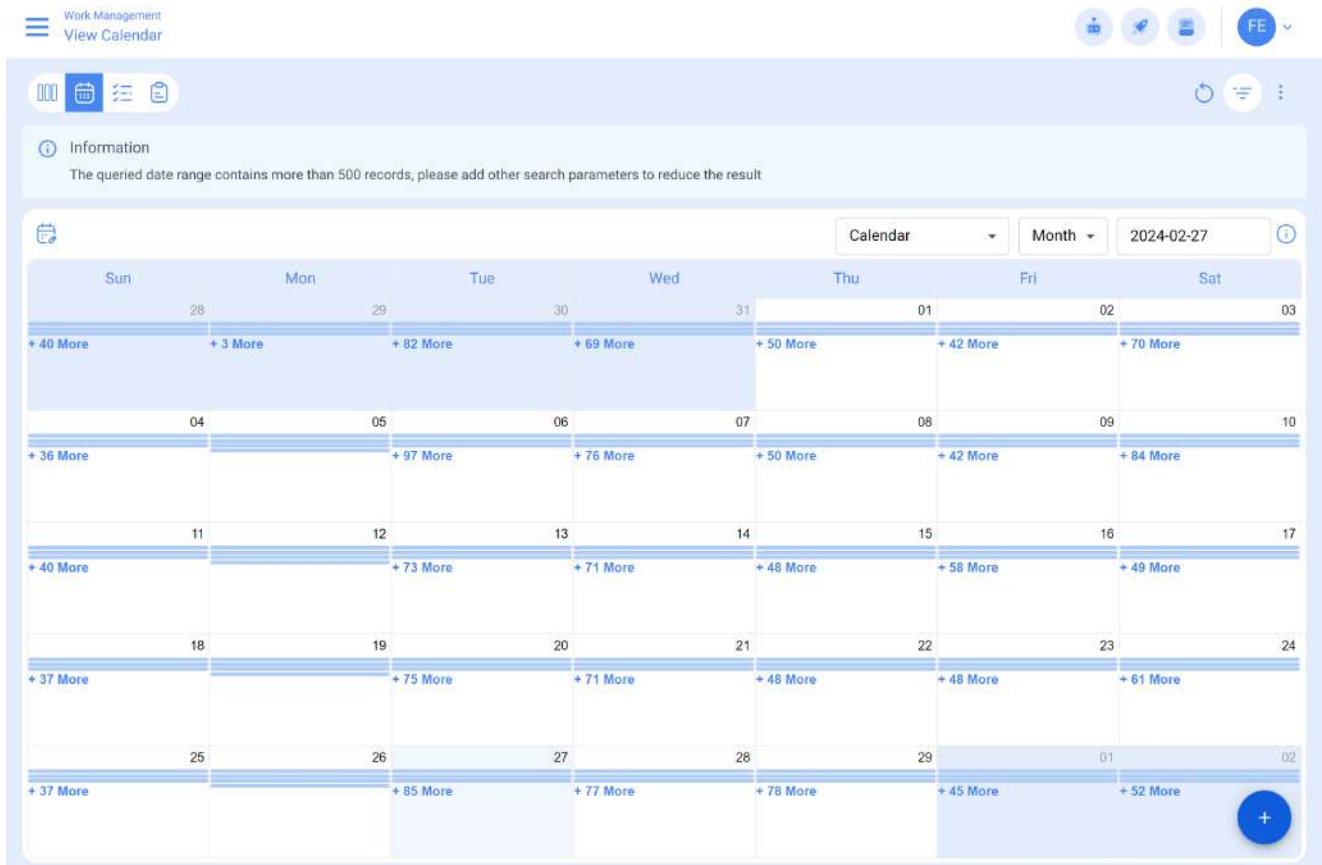 Work Management
View Calendar
FE
Information
The queried date range contains more than 500 records, please add other search parameters to reduce the result
Calendar Month 2024-02-27
Sun Mon Tue Wed Thu Fri Sat
28 29 30 31 01 02 03
+ 40 More + 3 More + 82 More + 69 More + 50 More + 42 More + 70 More
04 05 06 07 08 09 10
+ 36 More + 97 More + 76 More + 50 More + 42 More + 84 More
11 12 13 14 15 16 17
+ 40 More + 73 More + 71 More + 48 More + 58 More + 49 More
18 19 20 21 22 23 24
+ 37 More + 75 More + 71 More + 48 More + 48 More + 61 More
25 26 27 28 29 01 02
+ 37 More + 85 More + 77 More + 78 More + 45 More + 52 More
+